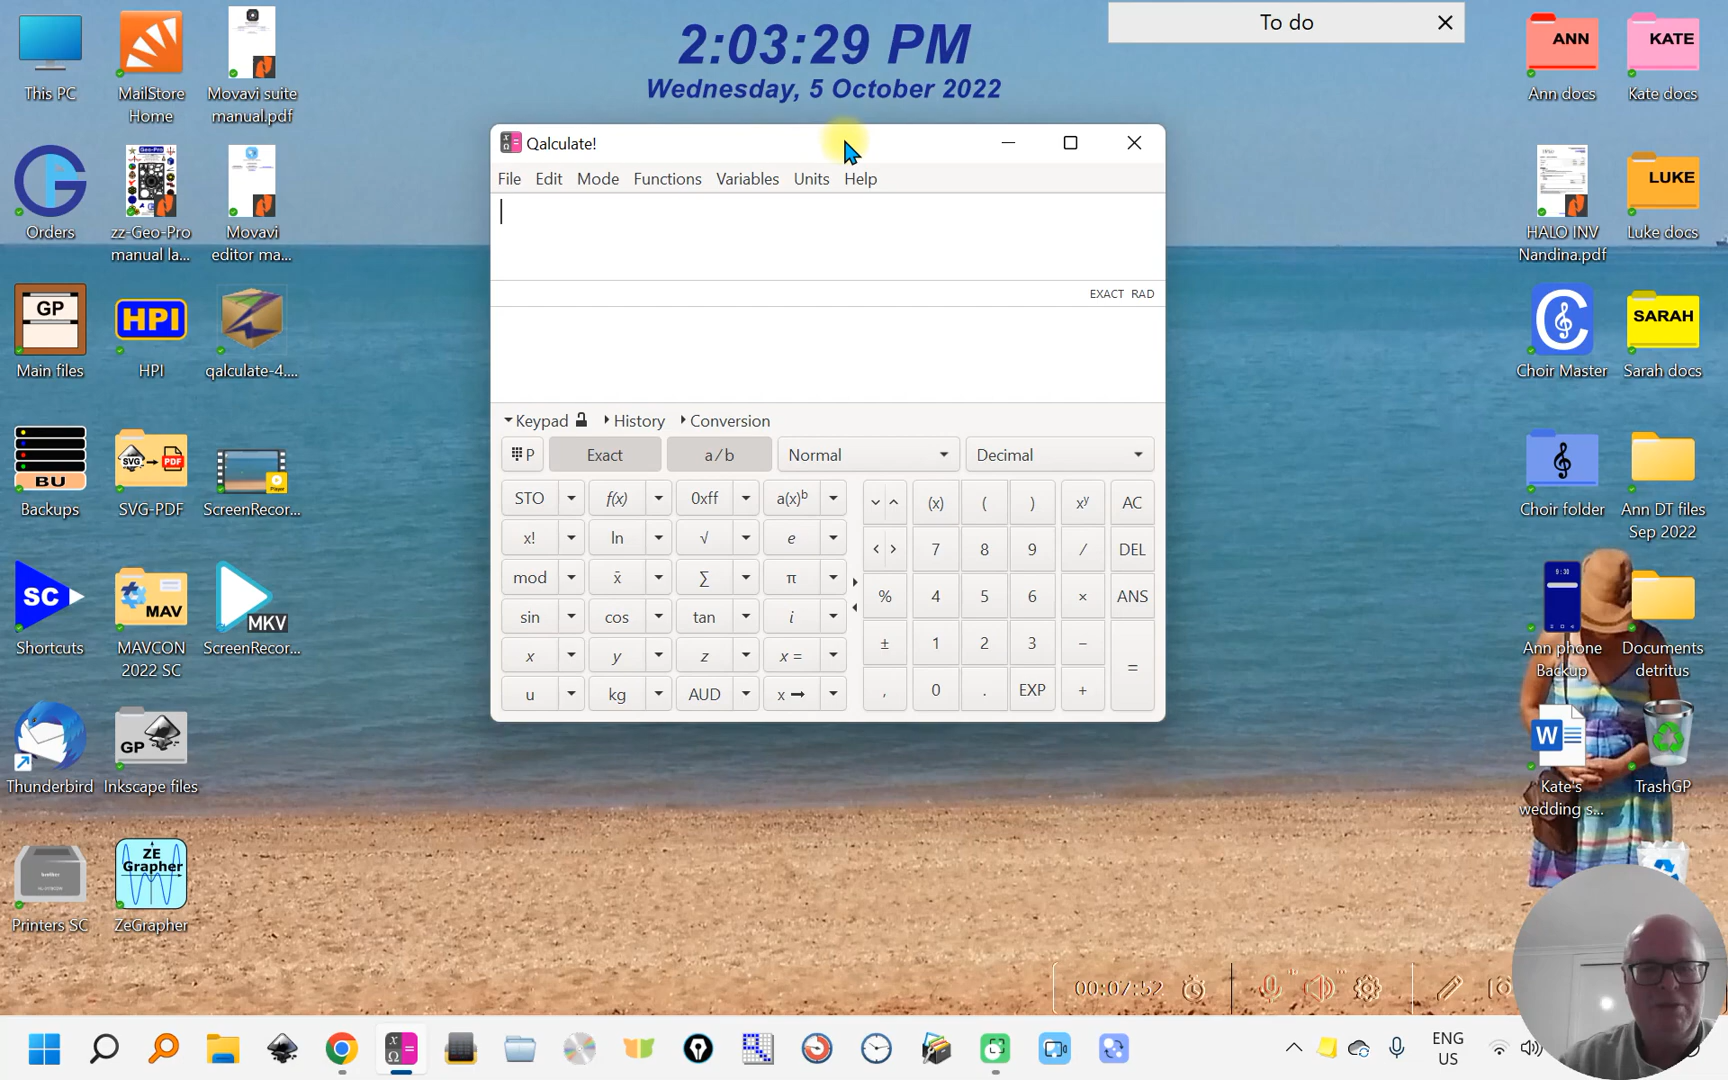 2:03:29 PM
Wednesday, 5 October 2022
To do
This PC
MailStore
Home
Movavi suite
manual.pdf
ANN
Ann docs
KATE
Kate docs
Qalculate!
File Edit Mode Functions Variables Units Help
EXACT RAD
Orders
zz-Geo-Pro
manual la...
Movavi
editor ma...
HALO INV
Nandina.pdf
LUKE
Luke docs
GP
Main files
HPI
HPI
qalculate-4....
Choir Master
SARAH
Sarah docs
Keypad History Conversion
P Exact a/b Normal Decimal
STO f(x) 0xff a(x)ᵇ (x) ( ) xʸ AC
x! ln √ e < > 7 8 9 / DEL
mod x̄ ∑ π % 4 5 6 × ANS
sin cos tan i ± 1 2 3 −
x y z x = =
u kg AUD x → , 0 . EXP +
BU
Backups
SVG PDF
SVG-PDF
ScreenRecor...
Choir folder
Ann DT files
Sep 2022
SC
Shortcuts
MAV
MAVCON
2022 SC
MKV
ScreenRecor...
9:30
Ann phone
Backup
Documents
detritus
Thunderbird
GP
Inkscape files
W
Kate's
wedding s...
TrashGP
Printers SC
ZE
Grapher
ZeGrapher
00:07:52
ENG
US